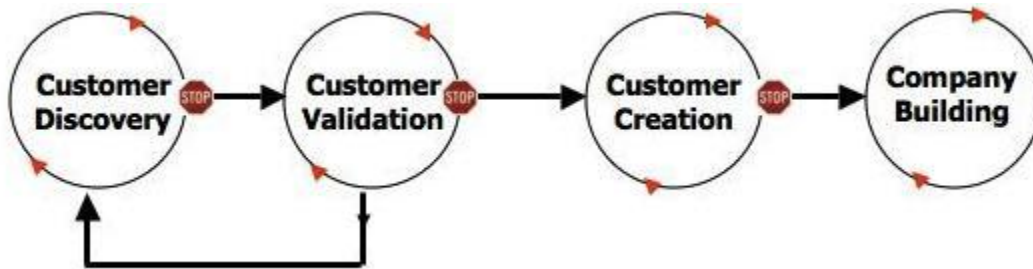 Customer
Discovery
STOP
Customer
Validation
STOP
Customer
Creation
STOP
Company
Building